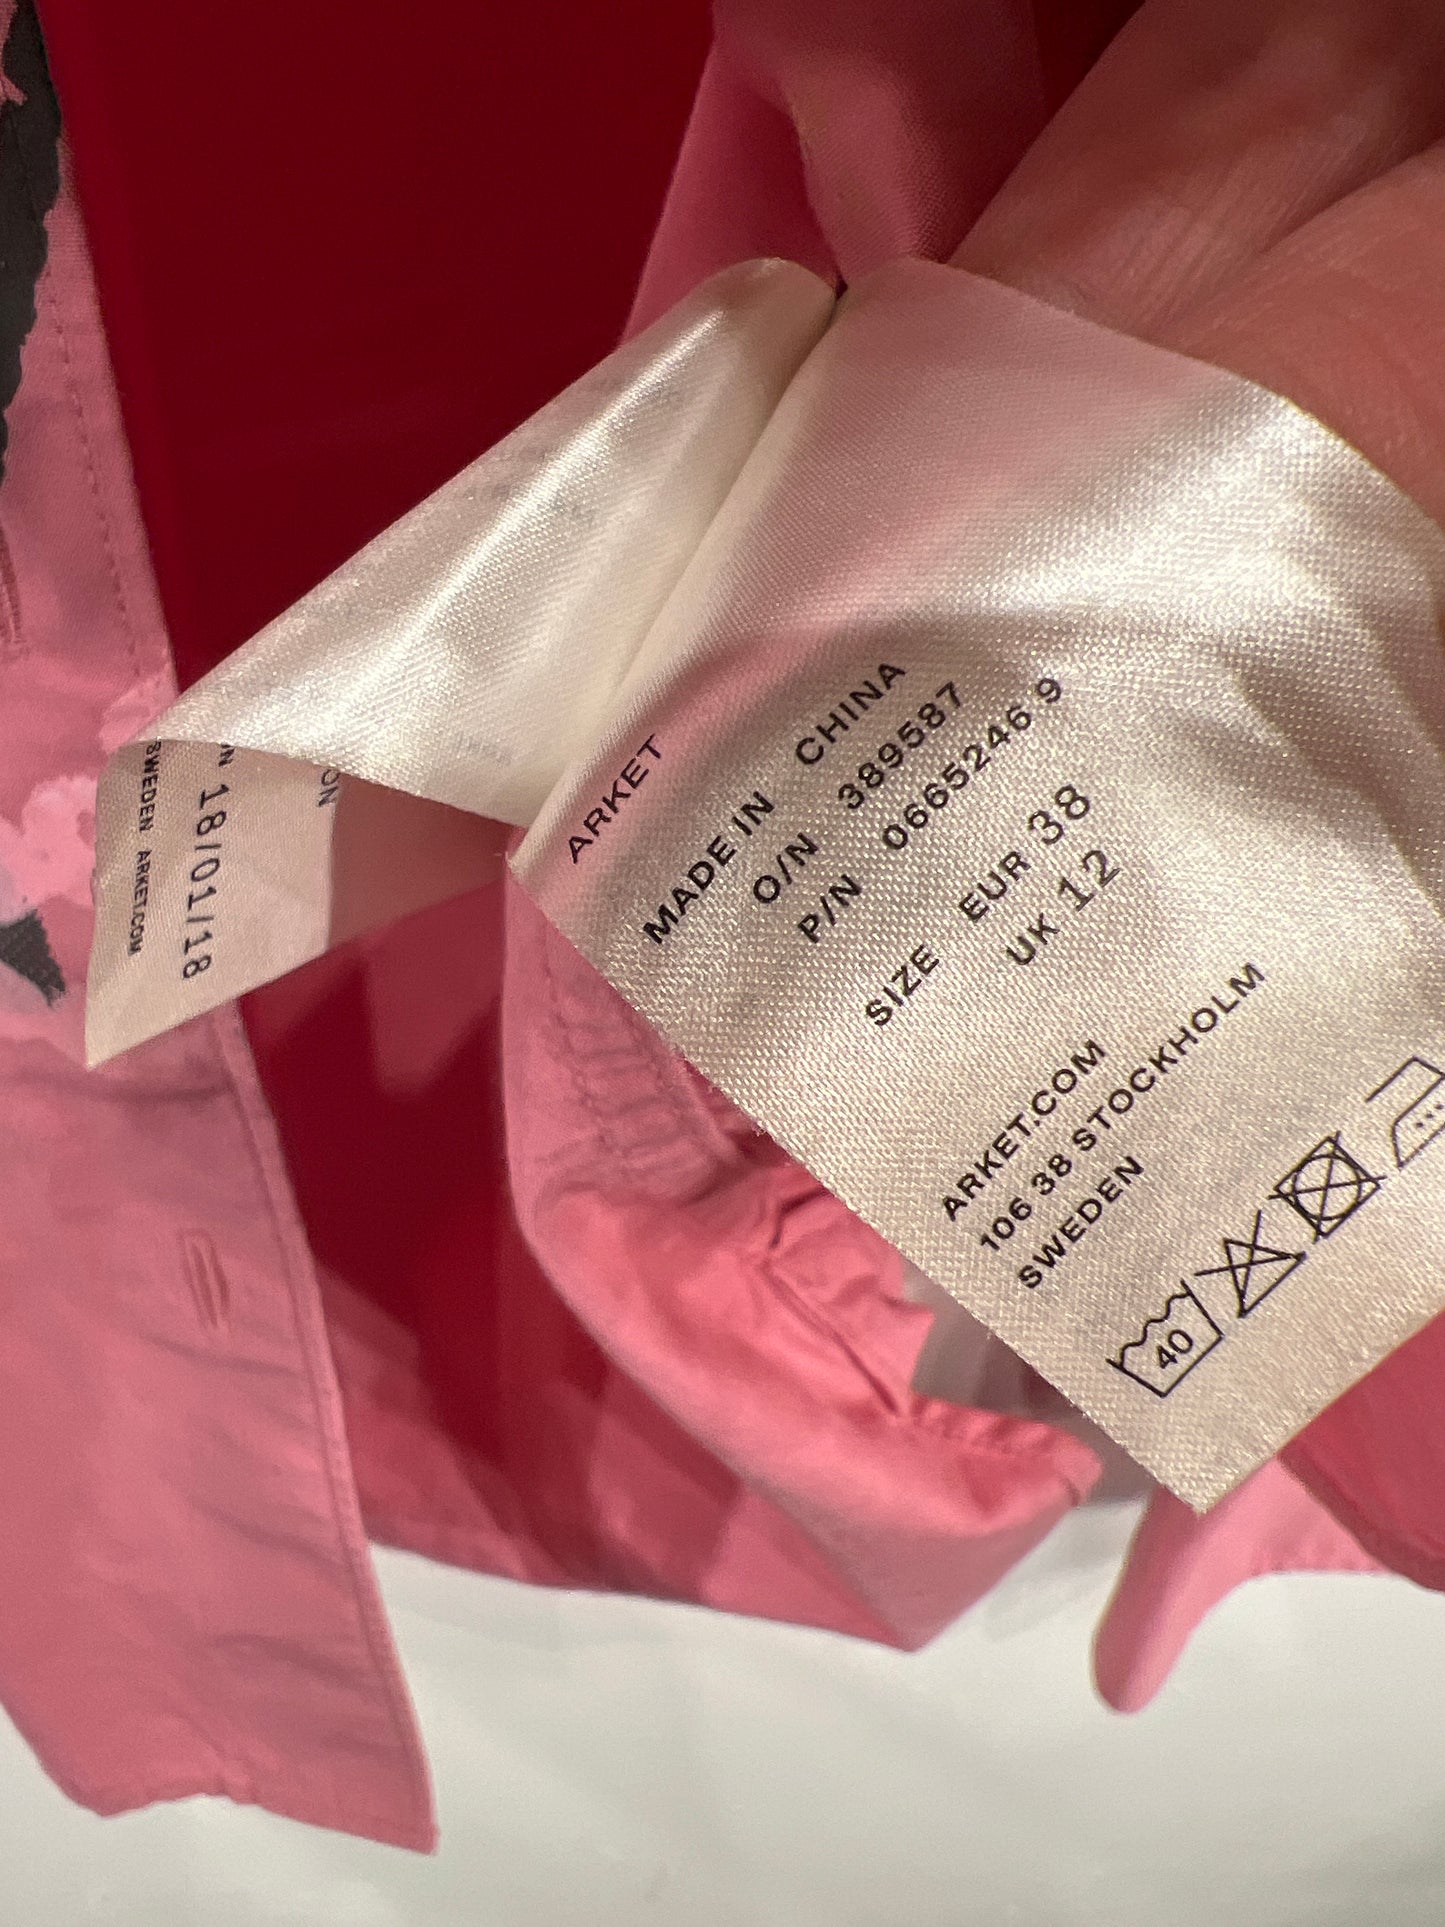 ARKET
MADE IN CHINA
O/N 389587
P/N 0665246 9
SIZE EUR 38
UK 12
ARKET.COM
106 38 STOCKHOLM
SWEDEN
40
SWEDEN ARKET.COM
18/01/18